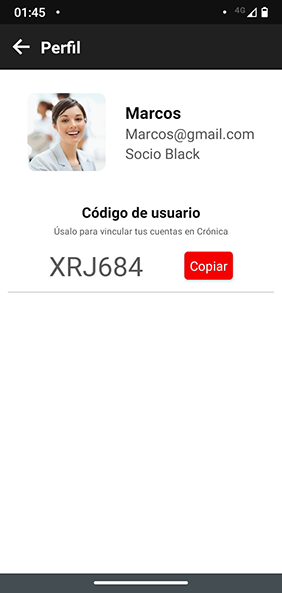 01:45
4G
Perfil
Marcos
Marcos@gmail.com
Socio Black
Código de usuario
Úsalo para vincular tus cuentas en Crónica
XRJ684
Copiar